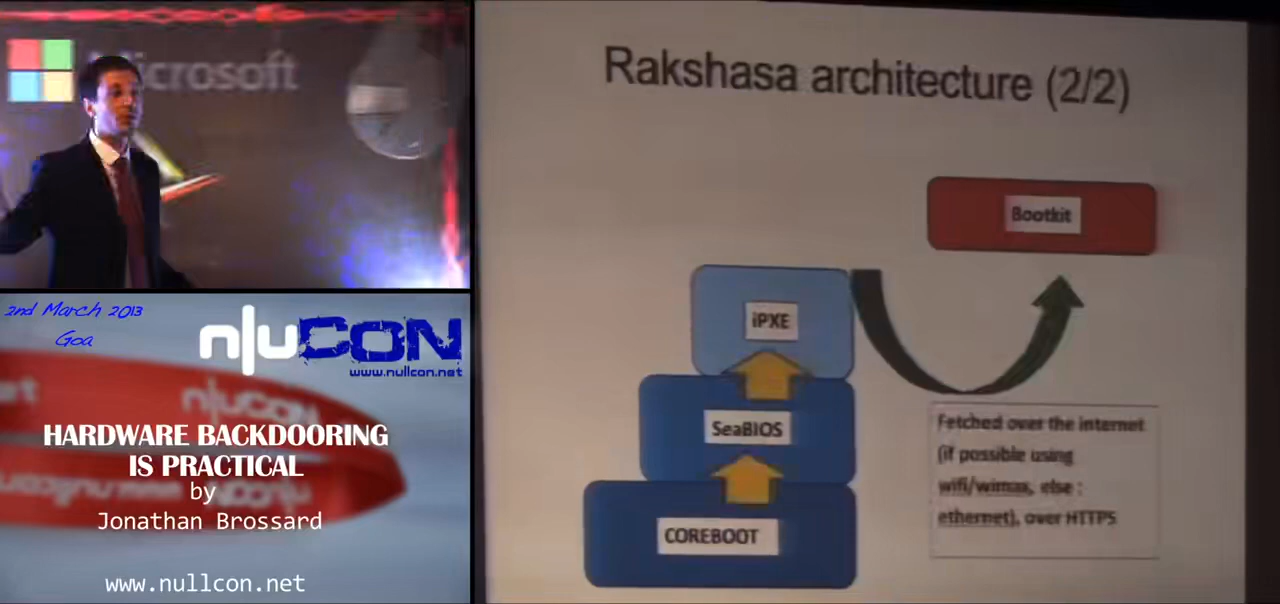 Microsoft
2nd March 2013
Goa
n|u CON
www.nullcon.net
n|u CON
HARDWARE BACKDOORING
IS PRACTICAL
by
Jonathan Brossard
www.nullcon.net
Rakshasa architecture (2/2)
Bootkit
iPXE
SeaBIOS
COREBOOT
Fetched over the internet
(if possible using
wifi/wimax, else :
ethernet), over HTTPS